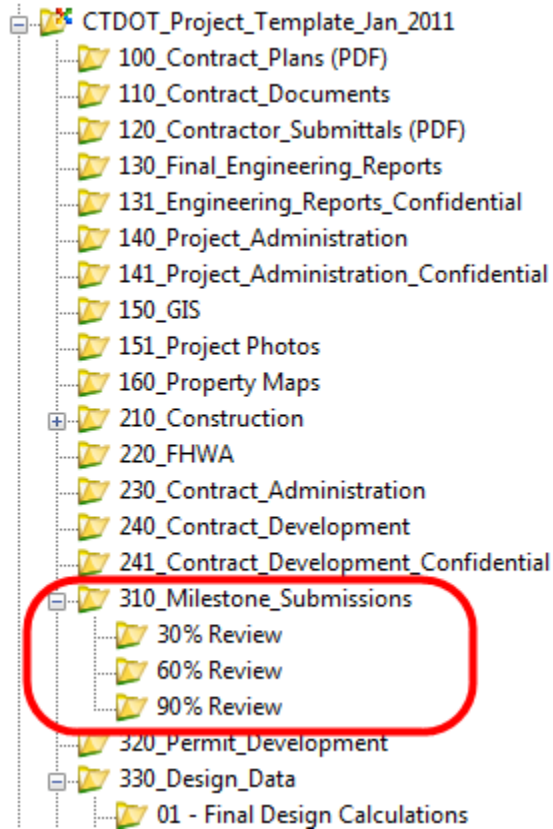 CTDOT_Project_Template_Jan_2011
100_Contract_Plans (PDF)
110_Contract_Documents
120_Contractor_Submittals (PDF)
130_Final_Engineering_Reports
131_Engineering_Reports_Confidential
140_Project_Administration
141_Project_Administration_Confidential
150_GIS
151_Project Photos
160_Property Maps
210_Construction
220_FHWA
230_Contract_Administration
240_Contract_Development
241_Contract_Development_Confidential
310_Milestone_Submissions
30% Review
60% Review
90% Review
320_Permit_Development
330_Design_Data
01 - Final Design Calculations